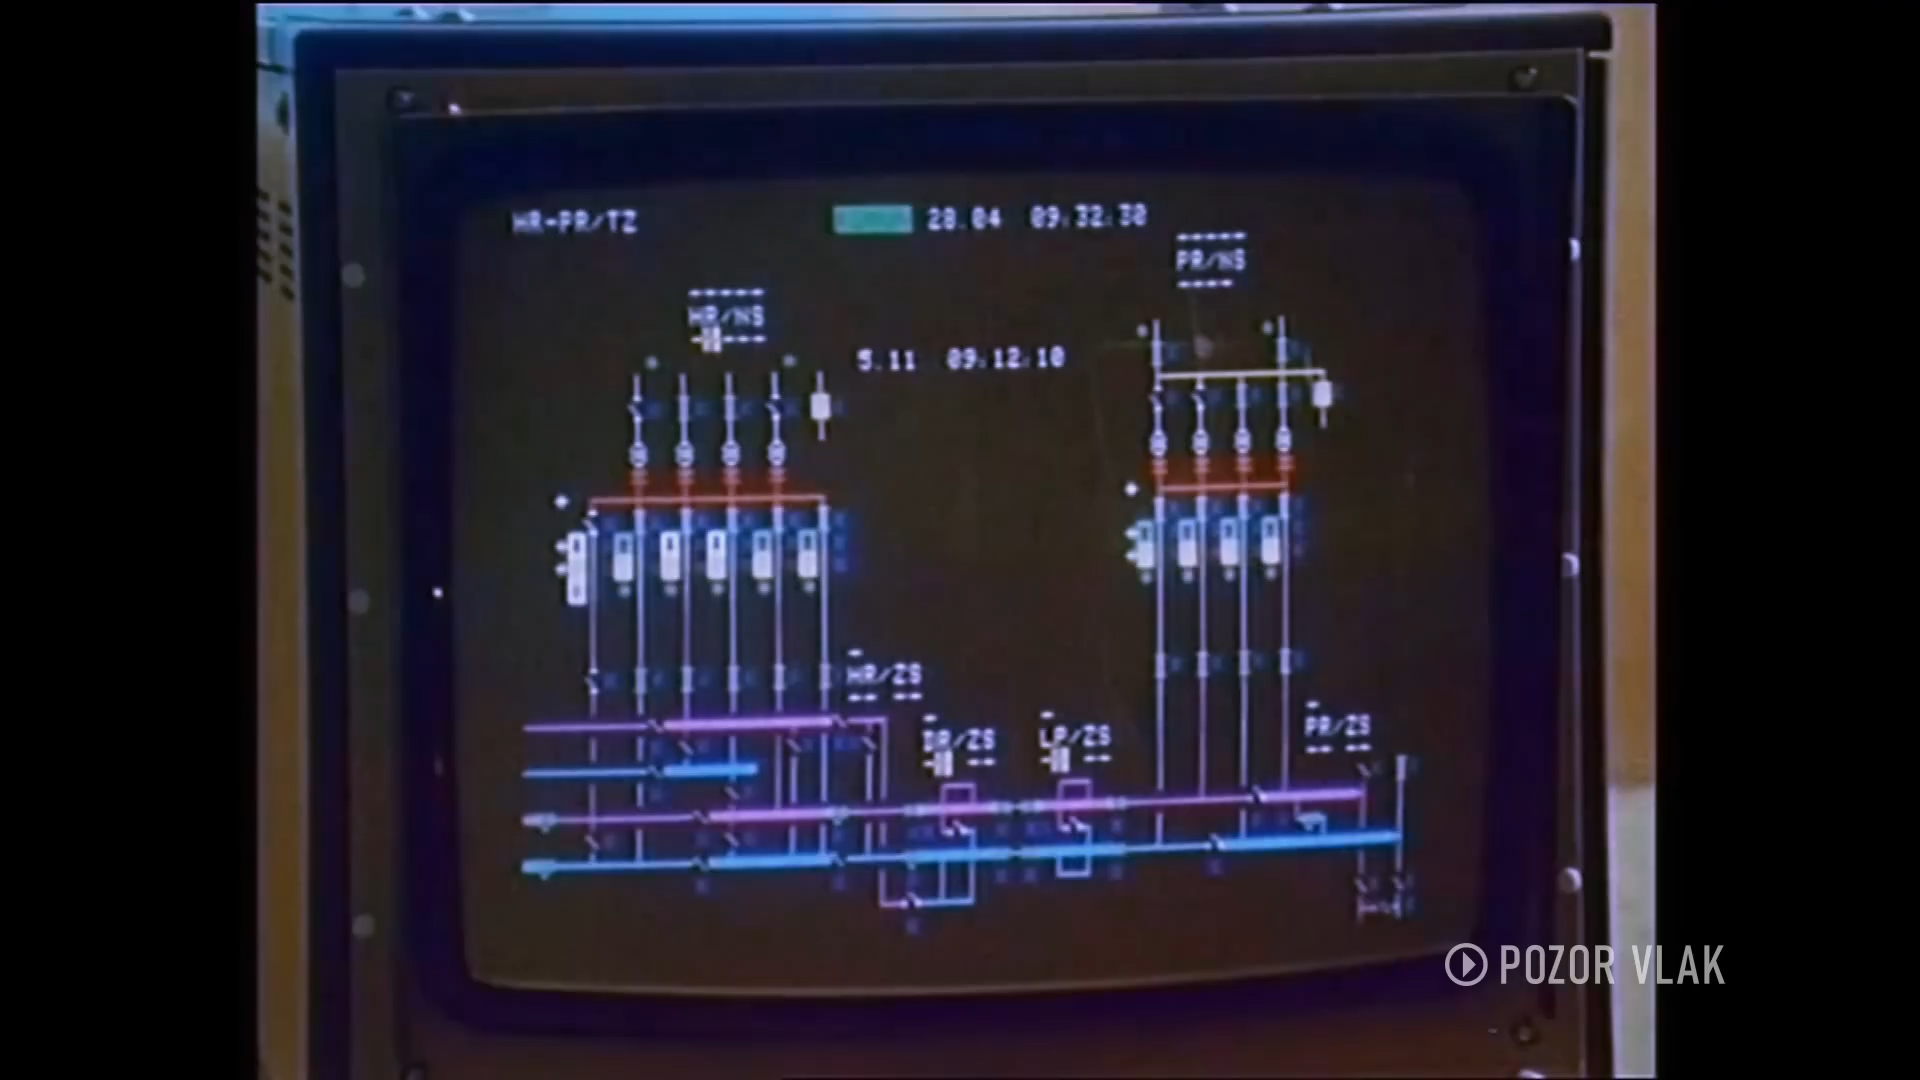 HR-PR/TZ 28.04 09:32:30
PR/NS
HR/NS
5.11 09:12:10
HR/ZS
DR/ZS LP/ZS PR/ZS
POZOR VLAK